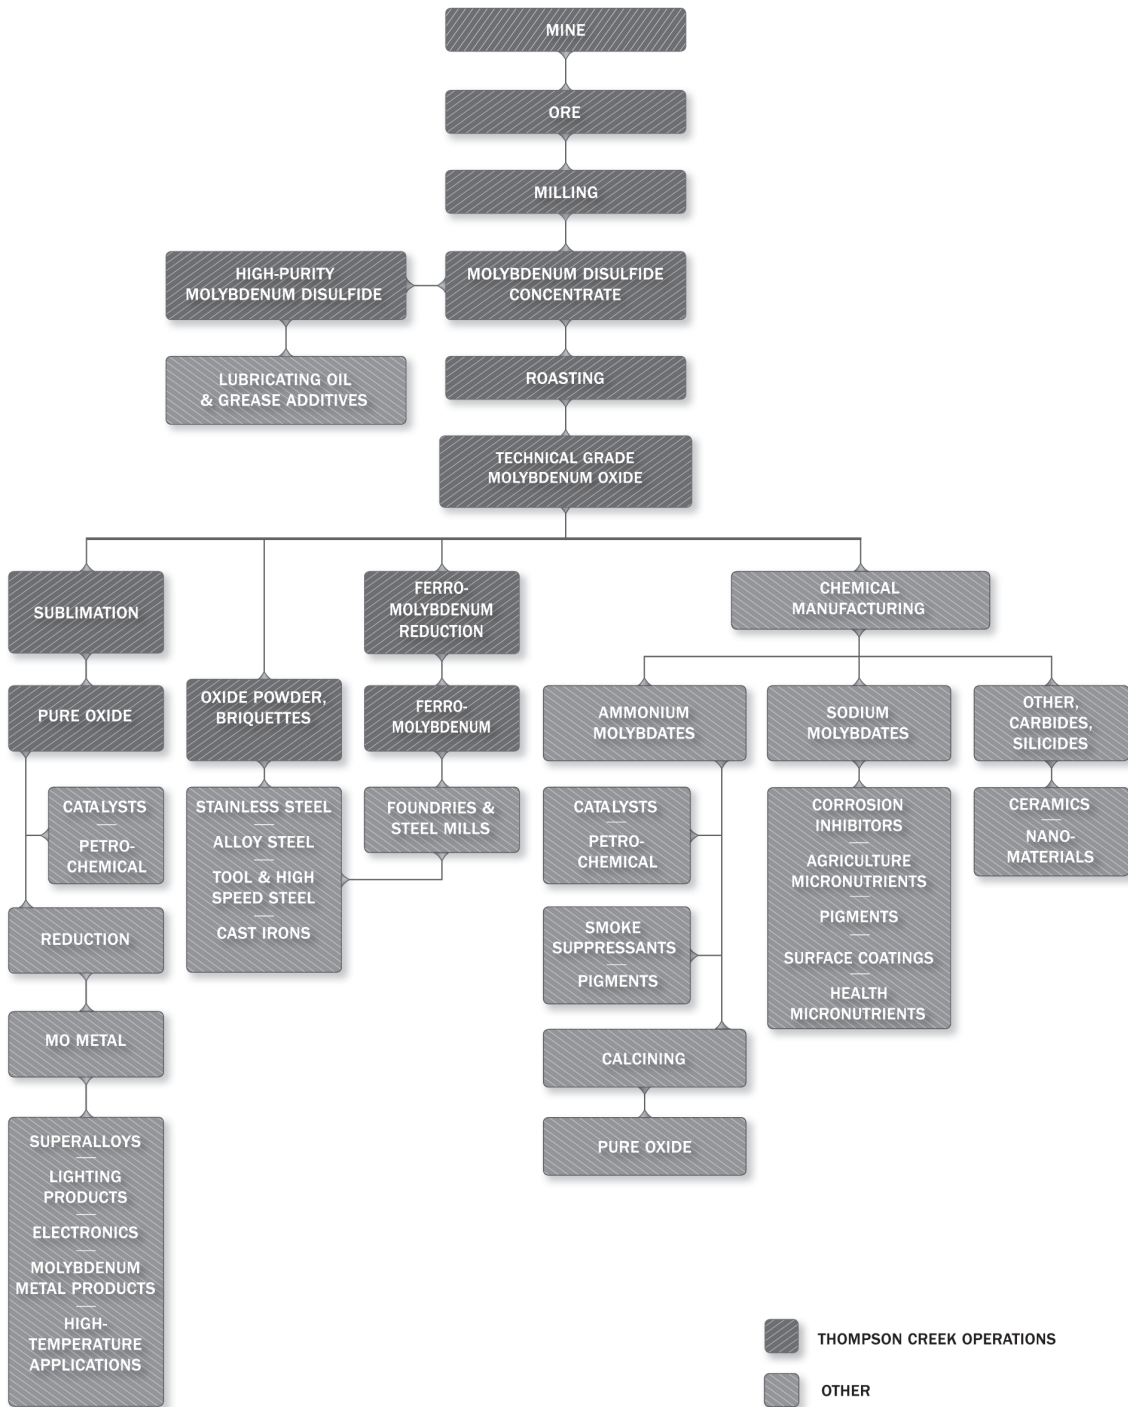 MINE
ORE
MILLING
HIGH-PURITY
MOLYBDENUM DISULFIDE
MOLYBDENUM DISULFIDE
CONCENTRATE
LUBRICATING OIL
& GREASE ADDITIVES
ROASTING
TECHNICAL GRADE
MOLYBDENUM OXIDE
SUBLIMATION
FERRO-
MOLYBDENUM
REDUCTION
CHEMICAL
MANUFACTURING
PURE OXIDE
OXIDE POWDER,
BRIQUETTES
FERRO-
MOLYBDENUM
AMMONIUM
MOLYBDATES
SODIUM
MOLYBDATES
OTHER,
CARBIDES,
SILICIDES
CATALYSTS
PETRO-
CHEMICAL
STAINLESS STEEL
ALLOY STEEL
TOOL & HIGH
SPEED STEEL
CAST IRONS
FOUNDRIES &
STEEL MILLS
CATALYSTS
PETRO-
CHEMICAL
CORROSION
INHIBITORS
AGRICULTURE
MICRONUTRIENTS
PIGMENTS
SURFACE COATINGS
HEALTH
MICRONUTRIENTS
CERAMICS
NANO-
MATERIALS
REDUCTION
SMOKE
SUPPRESSANTS
PIGMENTS
MO METAL
CALCINING
PURE OXIDE
SUPERALLOYS
LIGHTING
PRODUCTS
ELECTRONICS
MOLYBDENUM
METAL PRODUCTS
HIGH-
TEMPERATURE
APPLICATIONS
THOMPSON CREEK OPERATIONS
OTHER